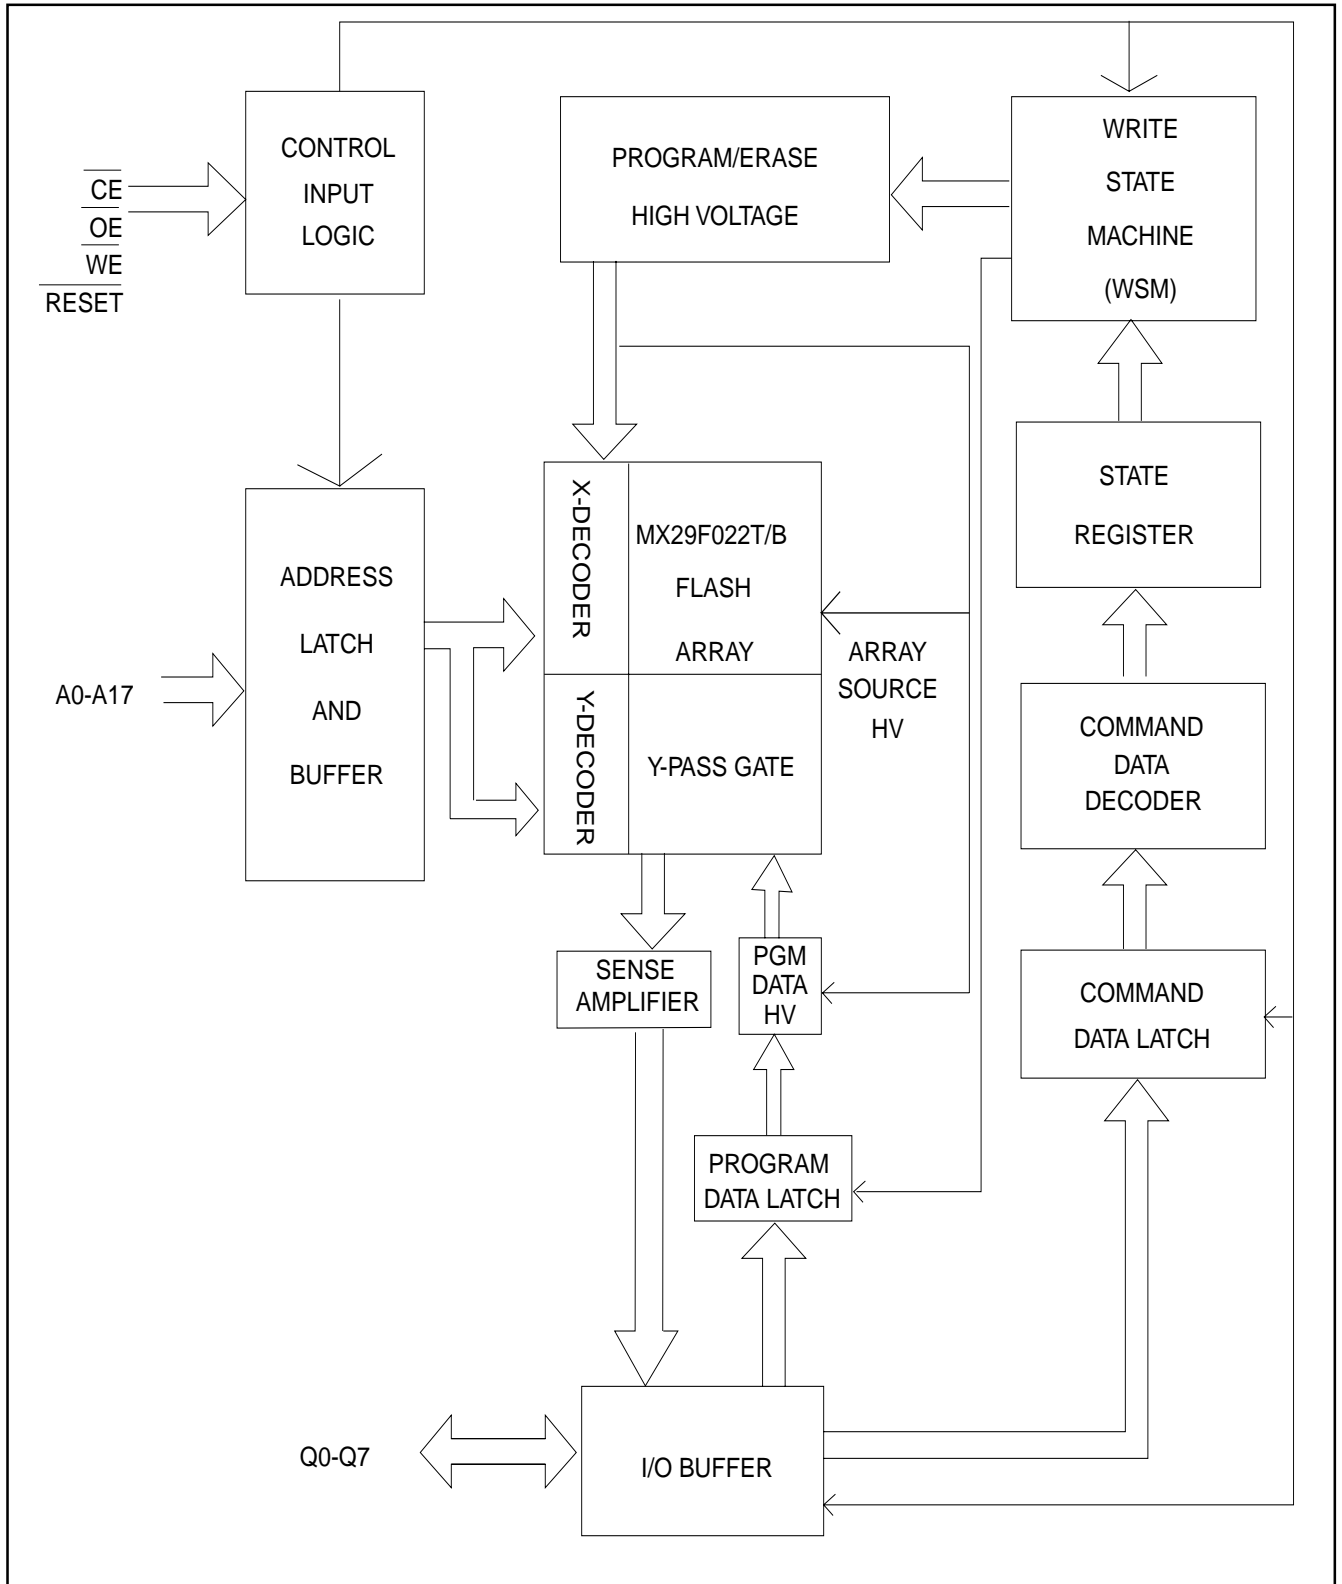 CONTROL
INPUT
LOGIC
CE
OE
WE
RESET
PROGRAM/ERASE
HIGH VOLTAGE
WRITE
STATE
MACHINE
(WSM)
STATE
REGISTER
ADDRESS
LATCH
AND
BUFFER
A0-A17
X-DECODER
MX29F022T/B
FLASH
ARRAY
ARRAY
SOURCE
HV
Y-DECODER
Y-PASS GATE
COMMAND
DATA
DECODER
SENSE
AMPLIFIER
PGM
DATA
HV
COMMAND
DATA LATCH
PROGRAM
DATA LATCH
Q0-Q7
I/O BUFFER